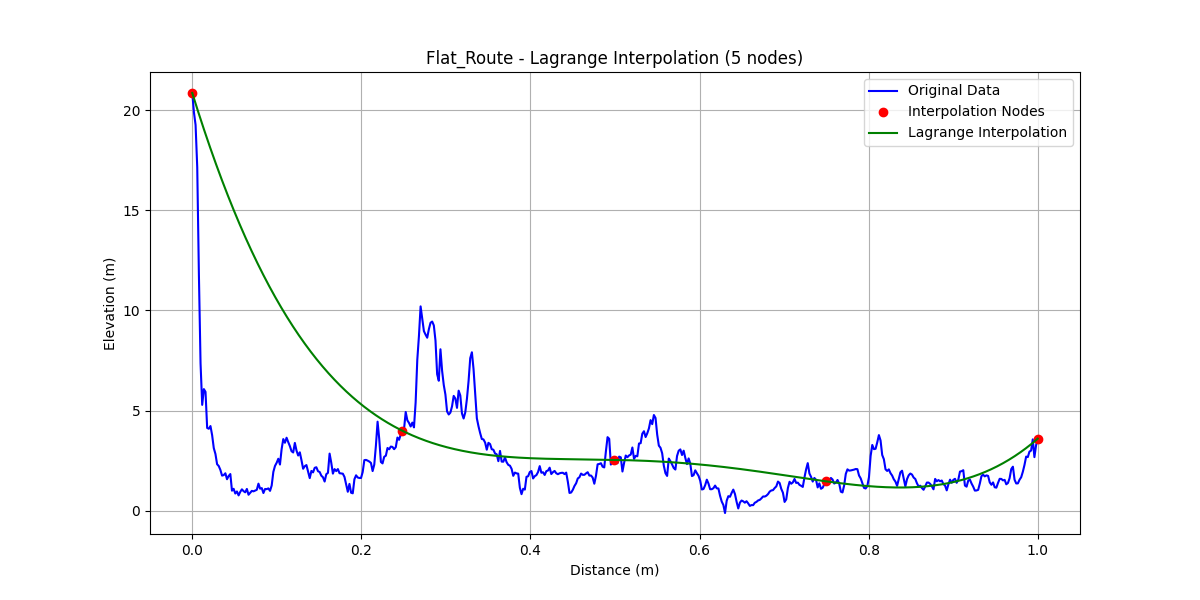 Flat_Route - Lagrange Interpolation (5 nodes)
Original Data
Interpolation Nodes
Lagrange Interpolation
Elevation (m)
20
15
10
5
0
0.0 0.2 0.4 0.6 0.8 1.0
Distance (m)